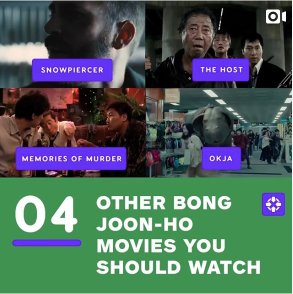 SNOWPIERCER
THE HOST
MEMORIES OF MURDER
OKJA
04
OTHER BONG
JOON-HO
MOVIES YOU
SHOULD WATCH